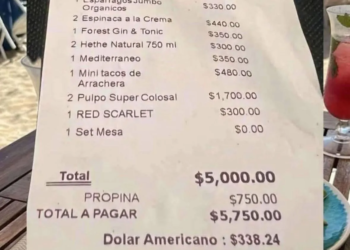 1 Esparragos Jumbo
Organicos $330.00
2 Espinaca a la Crema $440.00
1 Forest Gin & Tonic $350.00
2 Hethe Natural 750 ml $300.00
1 Mediterraneo $350.00
1 Mini tacos de $480.00
Arrachera
2 Pulpo Super Colosal $1,700.00
1 RED SCARLET $300.00
1 Set Mesa $0.00
Total $5,000.00
PROPINA $750.00
TOTAL A PAGAR $5,750.00
Dolar Americano : $338.24